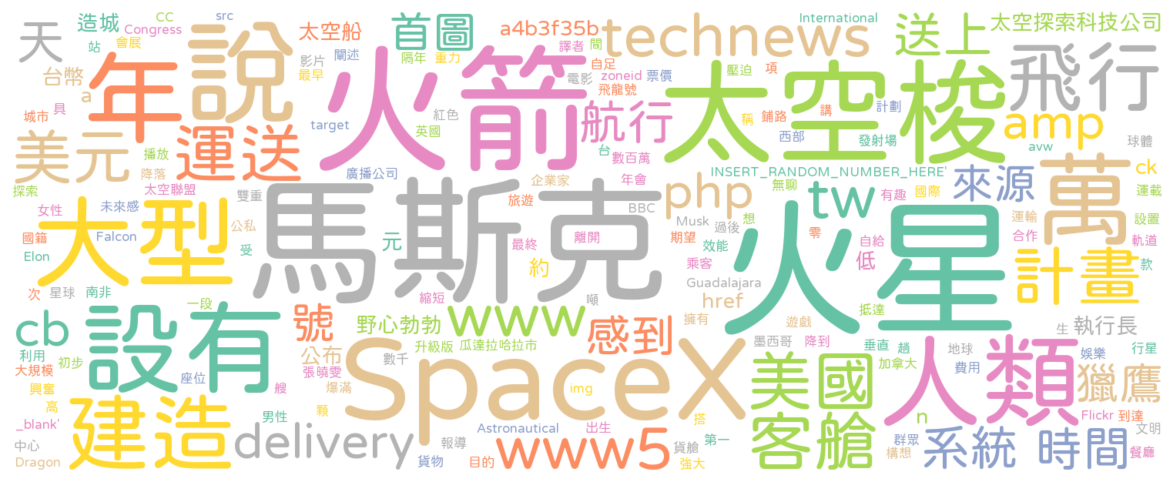 天
造城
CC
Congress
src
站
會展
太空船
首圖
a4b3f35b
International
technews
送上
太空探索科技公司
台幣
a
年
說
影片
最早
闡述
隔年
重力
火箭
譯者
閥
自足
電影
zoneid
票價
飛龍號
壓迫
項
太空梭
飛行
城市
具
美元
運送
target
英國
紅色
航行
台
數百萬
稱
鋪路
講
計劃
西部
發射場
amp
avw
球體
播放
降落
探索
太空聯盟
廣播公司
企業家
年會
INSERT_RANDOM_NUMBER_HERE'
無聊
ck
運載
女性
未來感
雙重
旅遊
BBC
php
tw
有趣
國際
來源
萬
大型
國籍
Falcon
公私
馬斯克
Musk
過後
想
運輸
設置
Elon
受
元
最終
離開
期望
效能
零
自給
合作
軌道
次
星球
南非
約
乘客
火星
低
計畫
款
縮短
噸
Guadalajara
href
抵達
cb
設有
一段
號
野心勃勃
www
感到
擁有
遊戲
生
執行長
利用
初步
升級版
瓜達拉哈拉市
墨西哥
降到
垂直
趙
地球
大規模
座位
公布
數千
張曉雯
爆滿
SpaceX
美國
加拿大
費用
娛樂
行星
興奮
艘
img
人類
獵鷹
高
建造
男性
顆
搭
客艙
n
Flickr
到達
_blank'
delivery
Astronautical
出生
群眾
文明
中心
報導
www5
貨艙
第一
系統
時間
構想
餐廳
Dragon
貨物
目的
強大